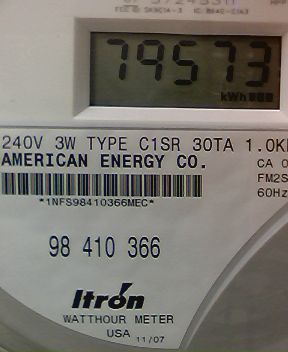 79573
kWh
240V 3W TYPE C1SR 30TA 1.0K
AMERICAN ENERGY CO.
CA 0
FM2S
60Hz
*1NFS98410366MEC*
98 410 366
Itron
WATTHOUR METER
USA 11/07